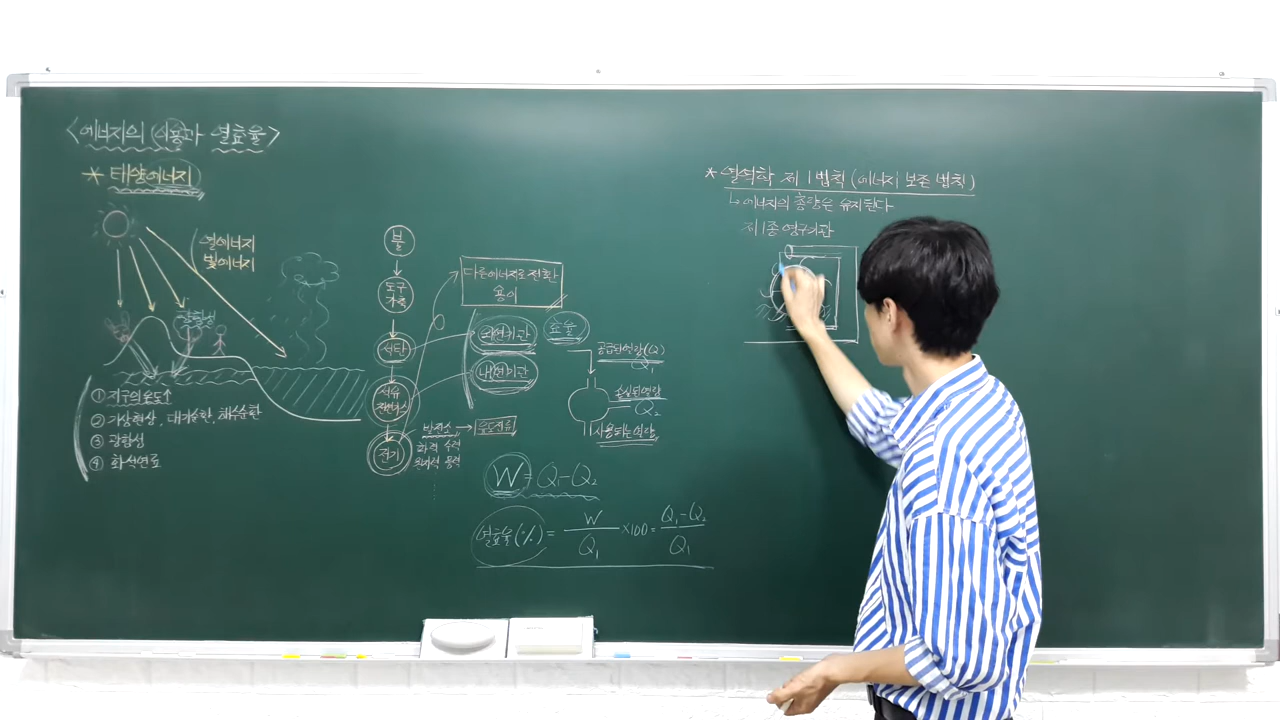 <에너지의 이용과 열효율>
* 태양에너지
열에너지
빛에너지
광합성
① 지구의 온도↑
② 기상현상, 대기순환, 해수순환
③ 광합성
④ 화석연료
불
도구
가축
석탄
석유
천연가스
전기
다른에너지로 전환
용이
외연기관
내연기관
발전소
유도전류
화력 수력
원자력 풍력
효율
공급된열량(Q)
Q₁
손실된열량
Q₂
사용되는열량
W = Q₁-Q₂
열효율(%) = W/Q₁ ×100 = Q₁-Q₂/Q₁
* 열역학 제1법칙(에너지 보존 법칙)
↳ 에너지의 총량은 유지된다
제1종 영구기관